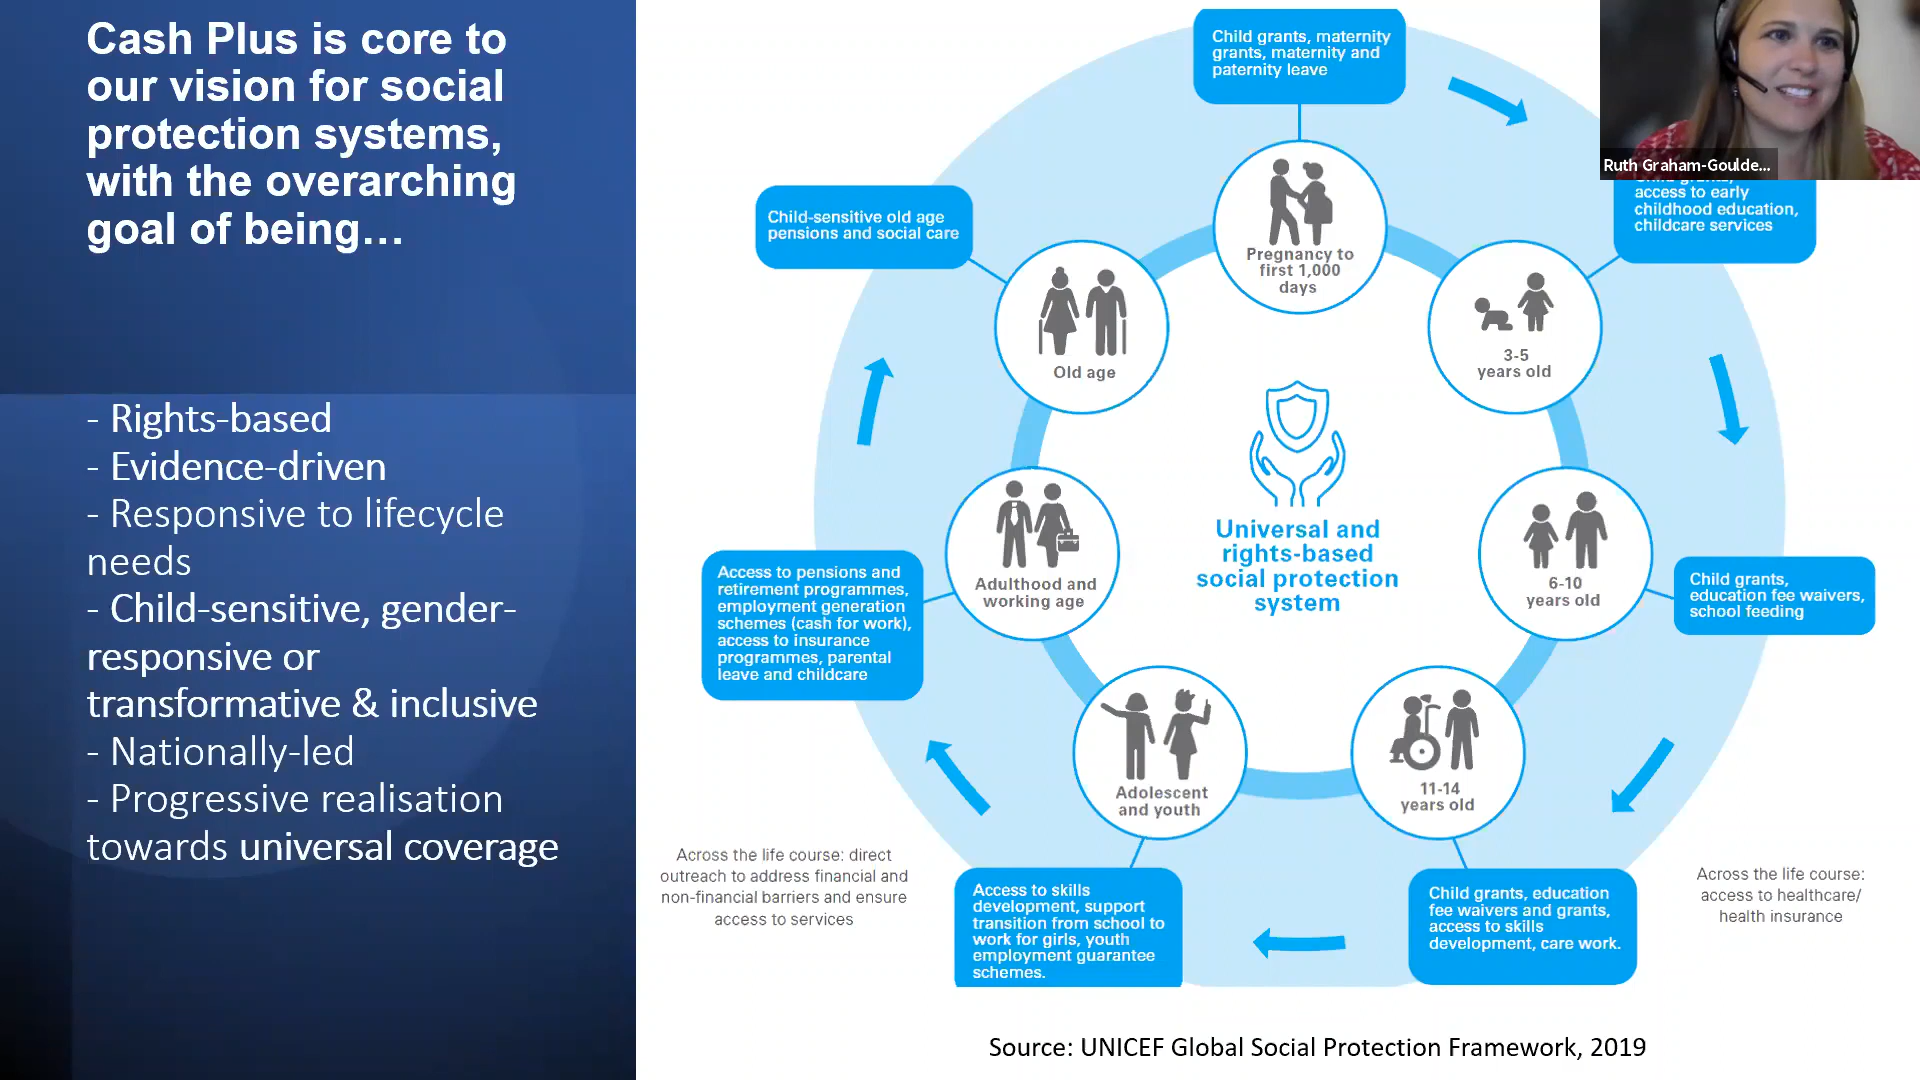 Cash Plus is core to
our vision for social
protection systems,
with the overarching
goal of being...
- Rights-based
- Evidence-driven
- Responsive to lifecycle
needs
- Child-sensitive, gender-
responsive or
transformative & inclusive
- Nationally-led
- Progressive realisation
towards universal coverage
Child grants, maternity
grants, maternity and
paternity leave
Ruth Graham-Goulde...
access to early
childhood education,
childcare services
Child-sensitive old age
pensions and social care
Pregnancy to
first 1,000
days
3-5
years old
Old age
Universal and
rights-based
social protection
system
6-10
years old
Child grants,
education fee waivers,
school feeding
Adulthood and
working age
Access to pensions and
retirement programmes,
employment generation
schemes (cash for work),
access to insurance
programmes, parental
leave and childcare
Adolescent
and youth
11-14
years old
Across the life course: direct
outreach to address financial and
non-financial barriers and ensure
access to services
Access to skills
development, support
transition from school to
work for girls, youth
employment guarantee
schemes.
Child grants, education
fee waivers and grants,
access to skills
development, care work.
Across the life course:
access to healthcare/
health insurance
Source: UNICEF Global Social Protection Framework, 2019